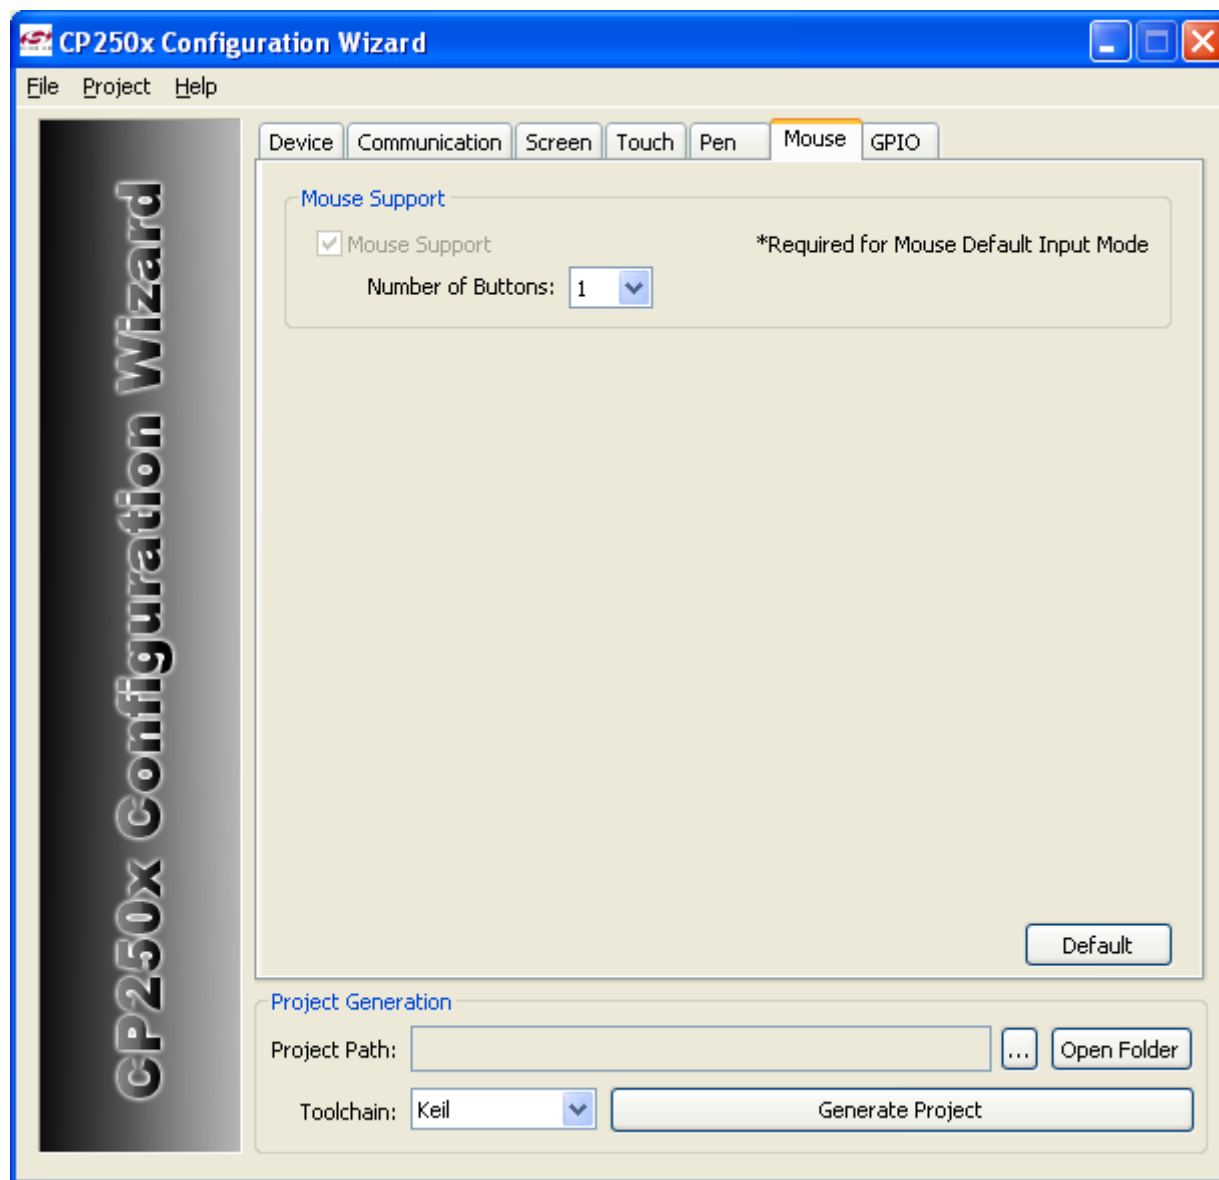 CP250x Configuration Wizard
File Project Help
CP250x Configuration Wizard
Device Communication Screen Touch Pen Mouse GPIO
Mouse Support
Mouse Support *Required for Mouse Default Input Mode
Number of Buttons: 1
Default
Project Generation
Project Path: ... Open Folder
Toolchain: Keil Generate Project